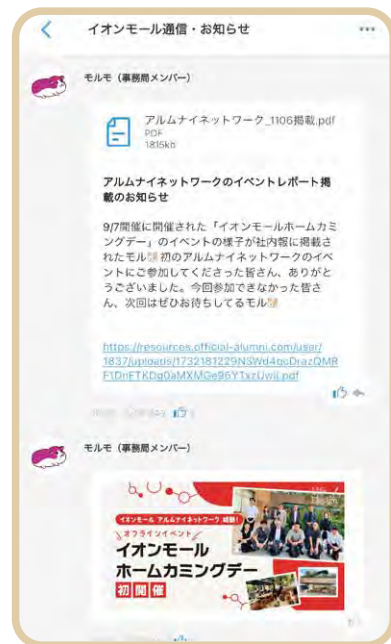 イオンモール通信・お知らせ
モルモ（事務局メンバー）
アルムナイネットワーク_1106掲載.pdf
PDF
1815kb
アルムナイネットワークのイベントレポート掲
載のお知らせ
9/7開催に開催された「イオンモールホームカミ
ングデー」のイベントの様子が社内報に掲載さ
れたモル 初のアルムナイネットワークのイベ
ントにご参加してくださった皆さん、ありがと
うございました。今回参加できなかった皆さ
ん、次回はぜひお待ちしてるモル
https://resources.official-alumni.com/user/
モルモ（事務局メンバー）
イオンモール アルムナイネットワーク
オフラインイベント
イオンモール
ホームカミングデー
初開催